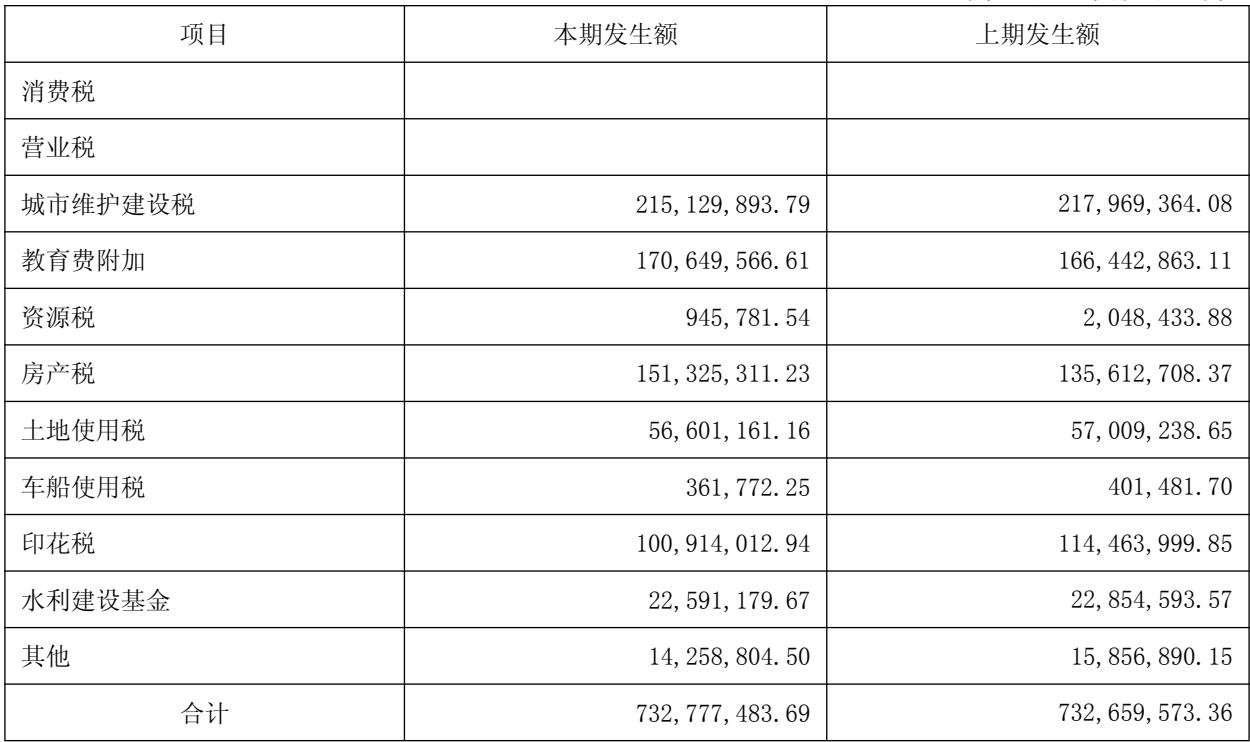 项目 本期发生额 上期发生额
消费税
营业税
城市维护建设税 215,129,893.79 217,969,364.08
教育费附加 170,649,566.61 166,442,863.11
资源税 945,781.54 2,048,433.88
房产税 151,325,311.23 135,612,708.37
土地使用税 56,601,161.16 57,009,238.65
车船使用税 361,772.25 401,481.70
印花税 100,914,012.94 114,463,999.85
水利建设基金 22,591,179.67 22,854,593.57
其他 14,258,804.50 15,856,890.15
合计 732,777,483.69 732,659,573.36